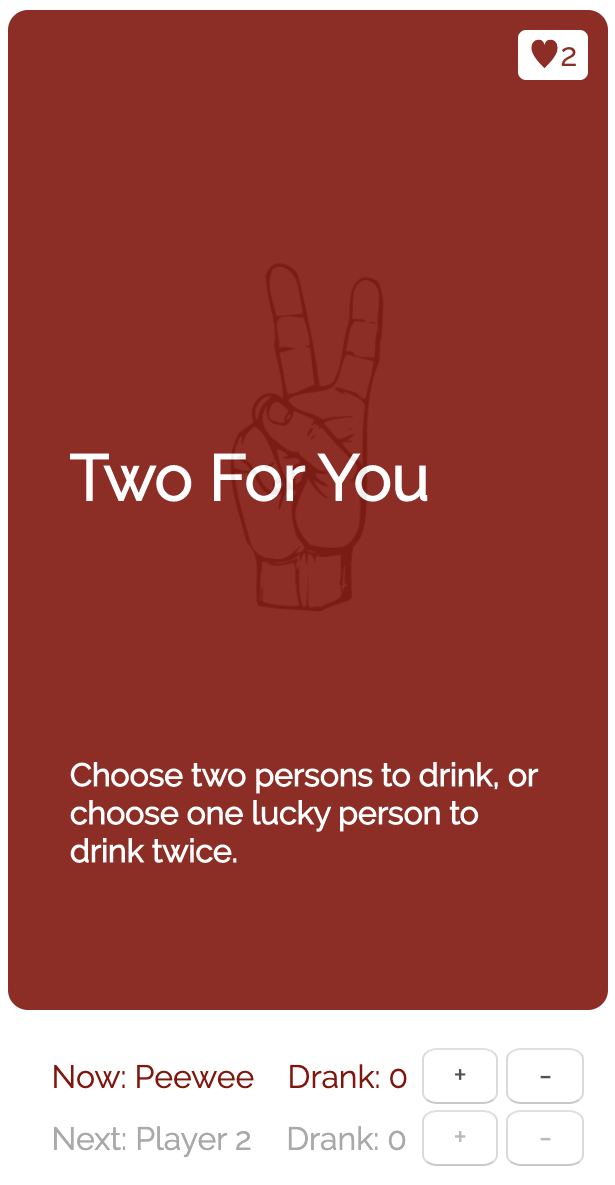 ♥2
Two For You
Choose two persons to drink, or
choose one lucky person to
drink twice.
Now: Peewee Drank: 0 + -
Next: Player 2 Drank: 0 + -